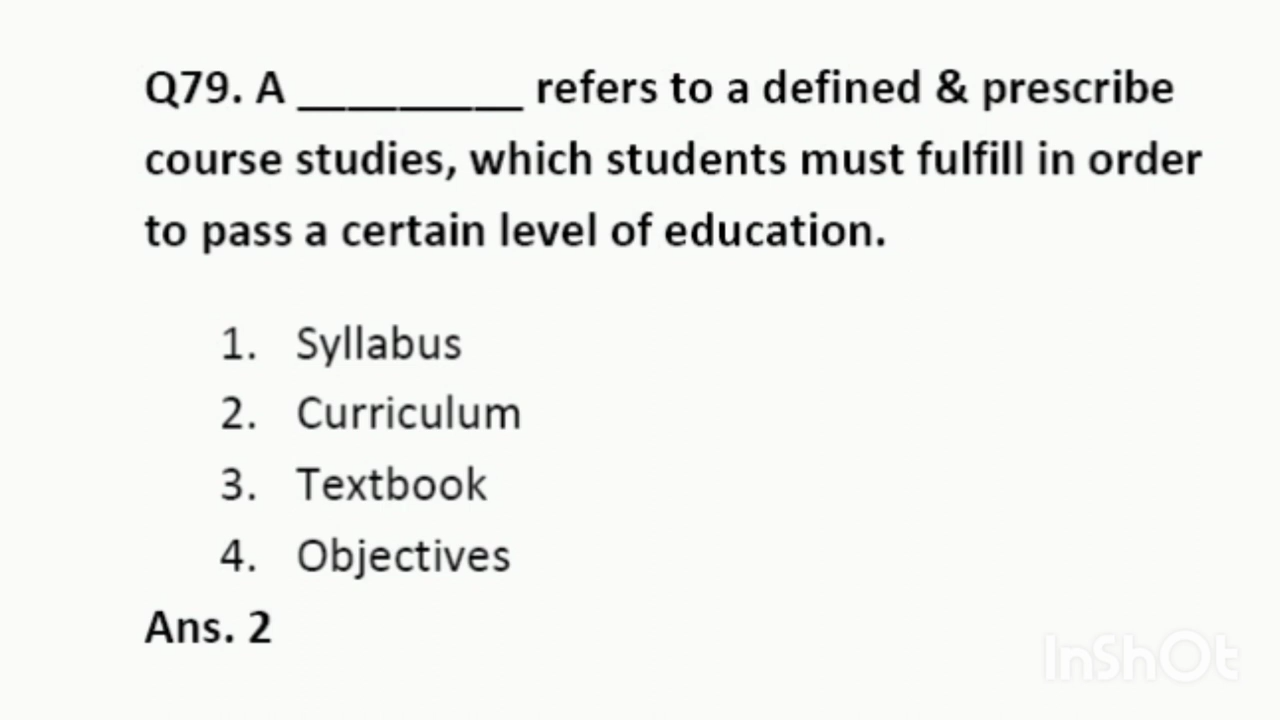 Q79. A __________ refers to a defined & prescribe
course studies, which students must fulfill in order
to pass a certain level of education.
1. Syllabus
2. Curriculum
3. Textbook
4. Objectives
Ans. 2
InShOt